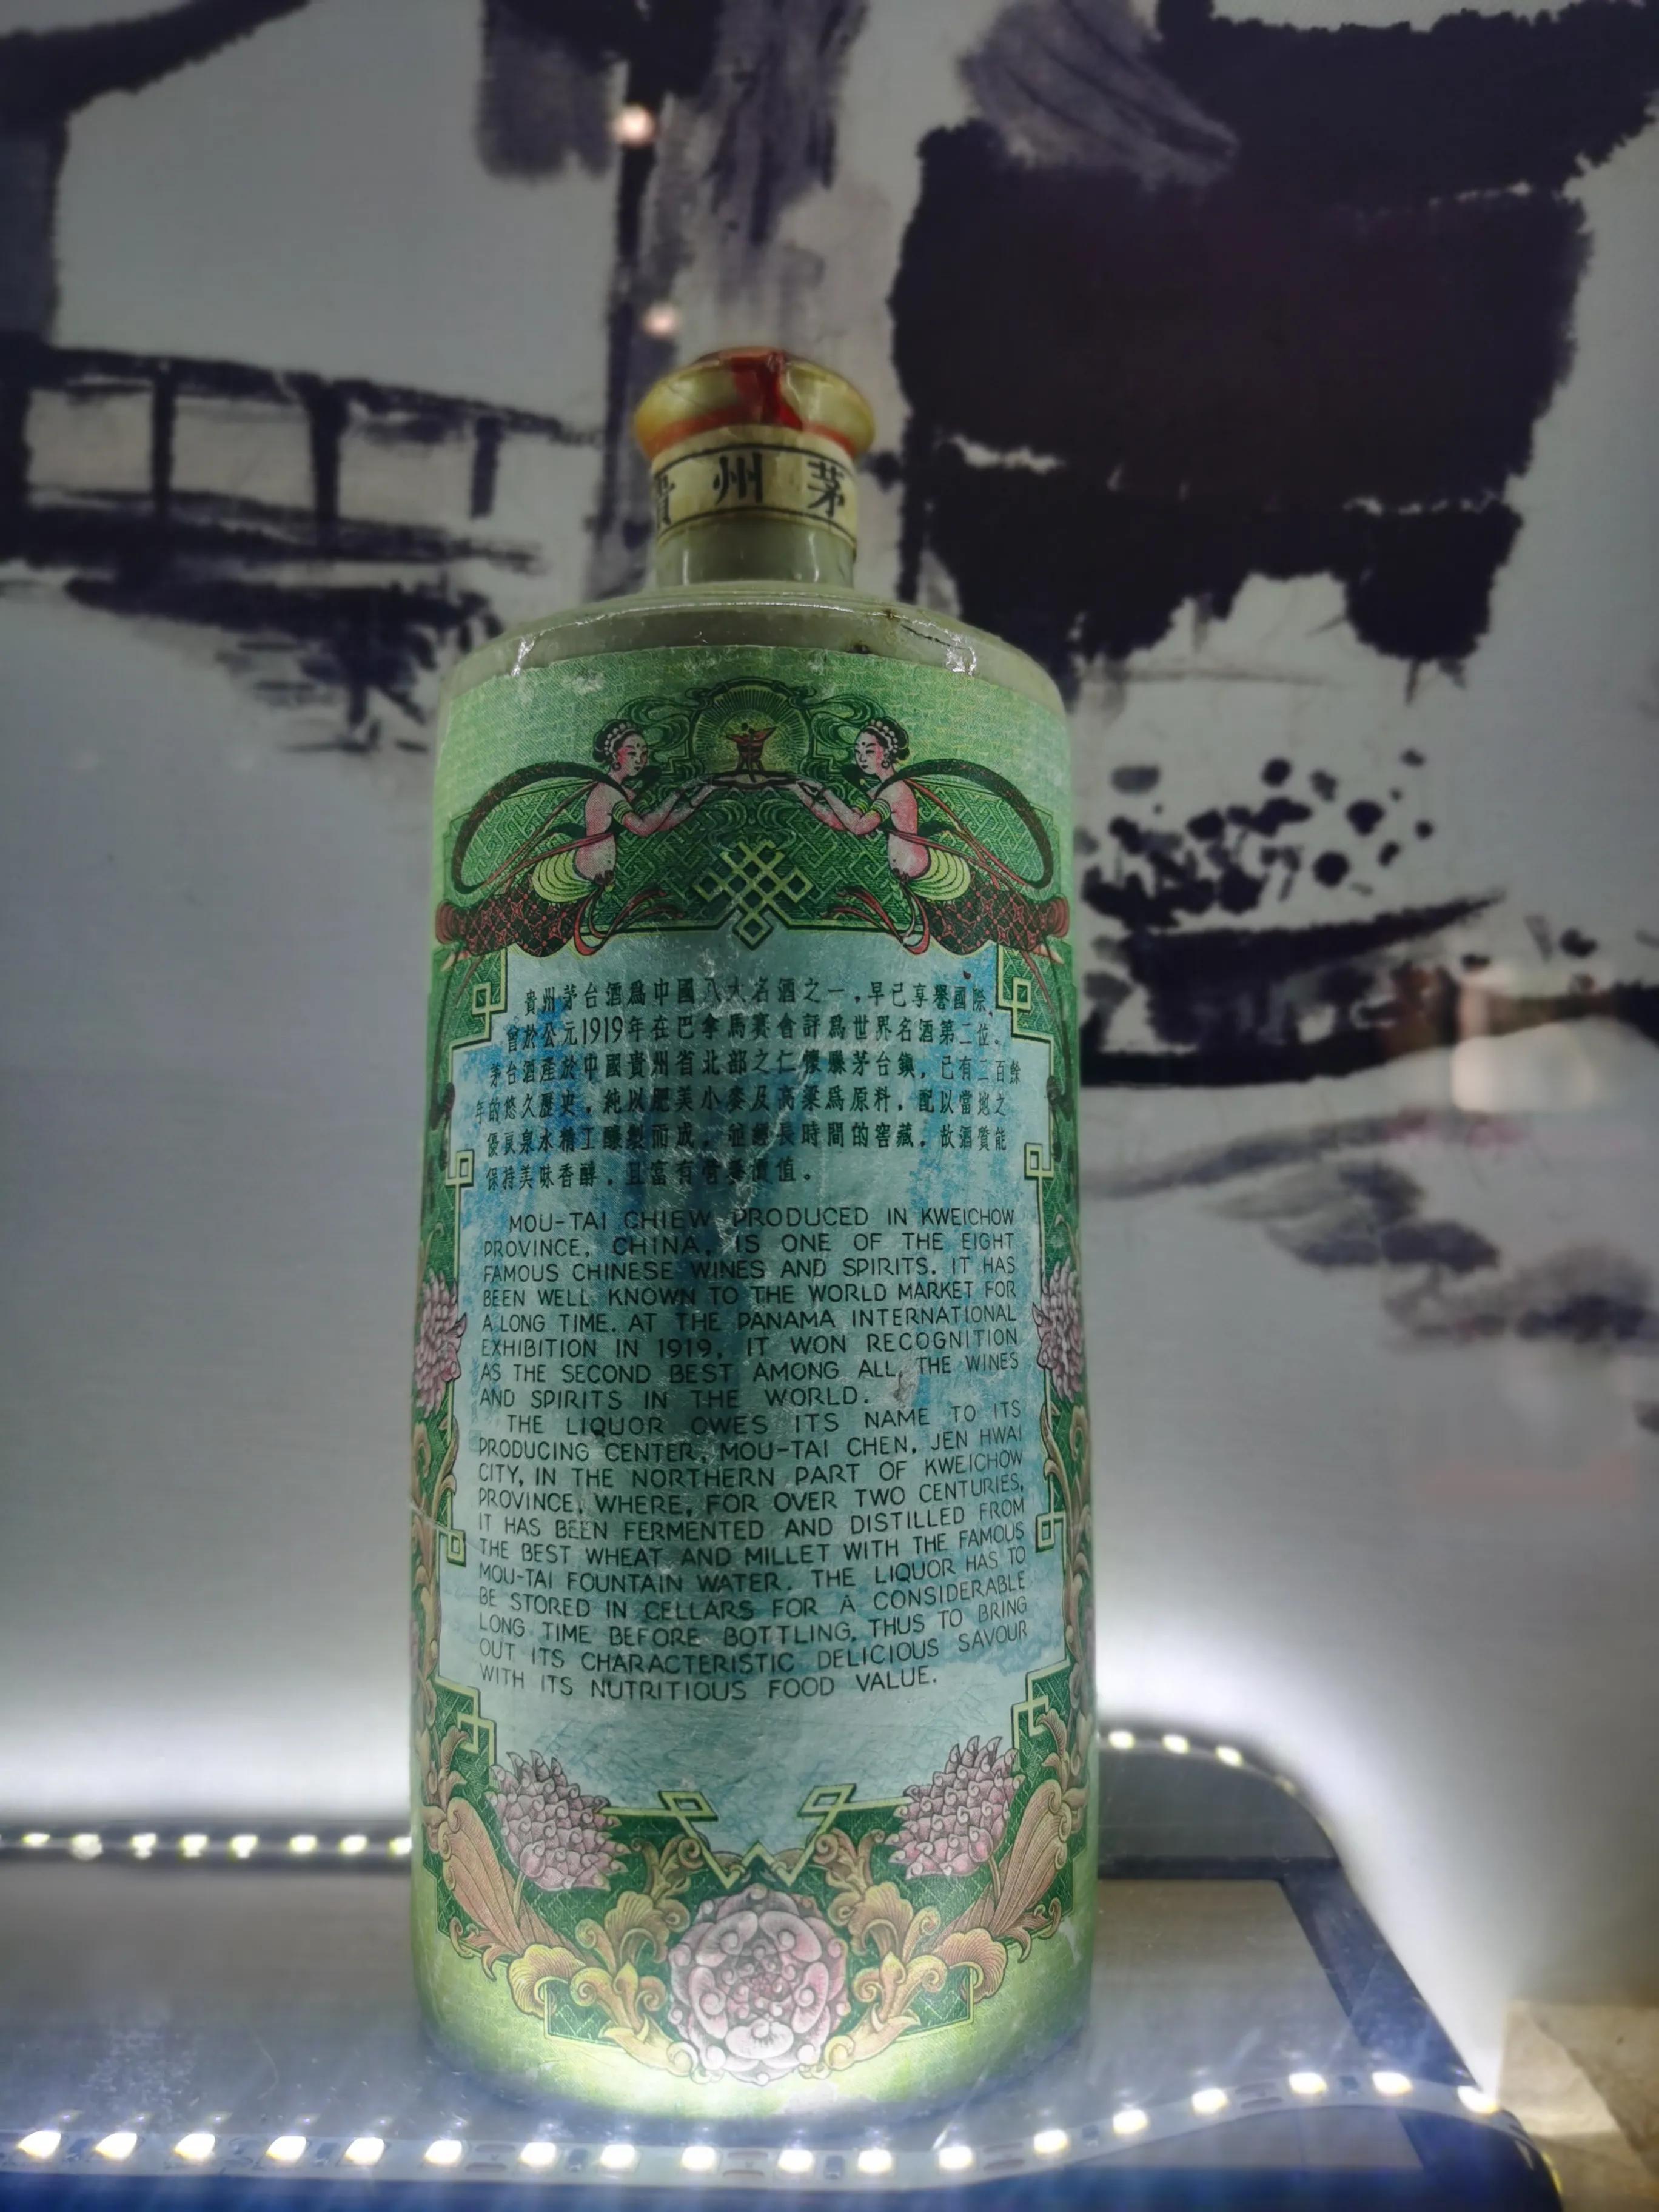 貴州茅
貴州茅台酒爲中國八大名酒之一，早已享譽國際，
曾於公元1919年在巴拿馬賽會評爲世界名酒第二位。
茅台酒產於中國貴州省北部之仁懷縣茅台鎮，已有二百餘
年的悠久歷史，純以肥美小麥及高粱爲原料，配以當地之
優良泉水精工釀製而成，並經長時間的窖藏，故酒質能
保持美味香醇，且富有營養價值。
MOU-TAI CHIEW PRODUCED IN KWEICHOW
PROVINCE, CHINA, IS ONE OF THE EIGHT
FAMOUS CHINESE WINES AND SPIRITS. IT HAS
BEEN WELL KNOWN TO THE WORLD MARKET FOR
A LONG TIME. AT THE PANAMA INTERNATIONAL
EXHIBITION IN 1919, IT WON RECOGNITION
AS THE SECOND BEST AMONG ALL THE WINES
AND SPIRITS IN THE WORLD.
THE LIQUOR OWES ITS NAME TO ITS
PRODUCING CENTER, MOU-TAI CHEN, JEN HWAI
CITY, IN THE NORTHERN PART OF KWEICHOW
PROVINCE, WHERE, FOR OVER TWO CENTURIES,
IT HAS BEEN FERMENTED AND DISTILLED FROM
THE BEST WHEAT AND MILLET WITH THE FAMOUS
MOU-TAI FOUNTAIN WATER. THE LIQUOR HAS TO
BE STORED IN CELLARS FOR A CONSIDERABLE
LONG TIME BEFORE BOTTLING, THUS TO BRING
OUT ITS CHARACTERISTIC DELICIOUS SAVOUR
WITH ITS NUTRITIOUS FOOD VALUE.